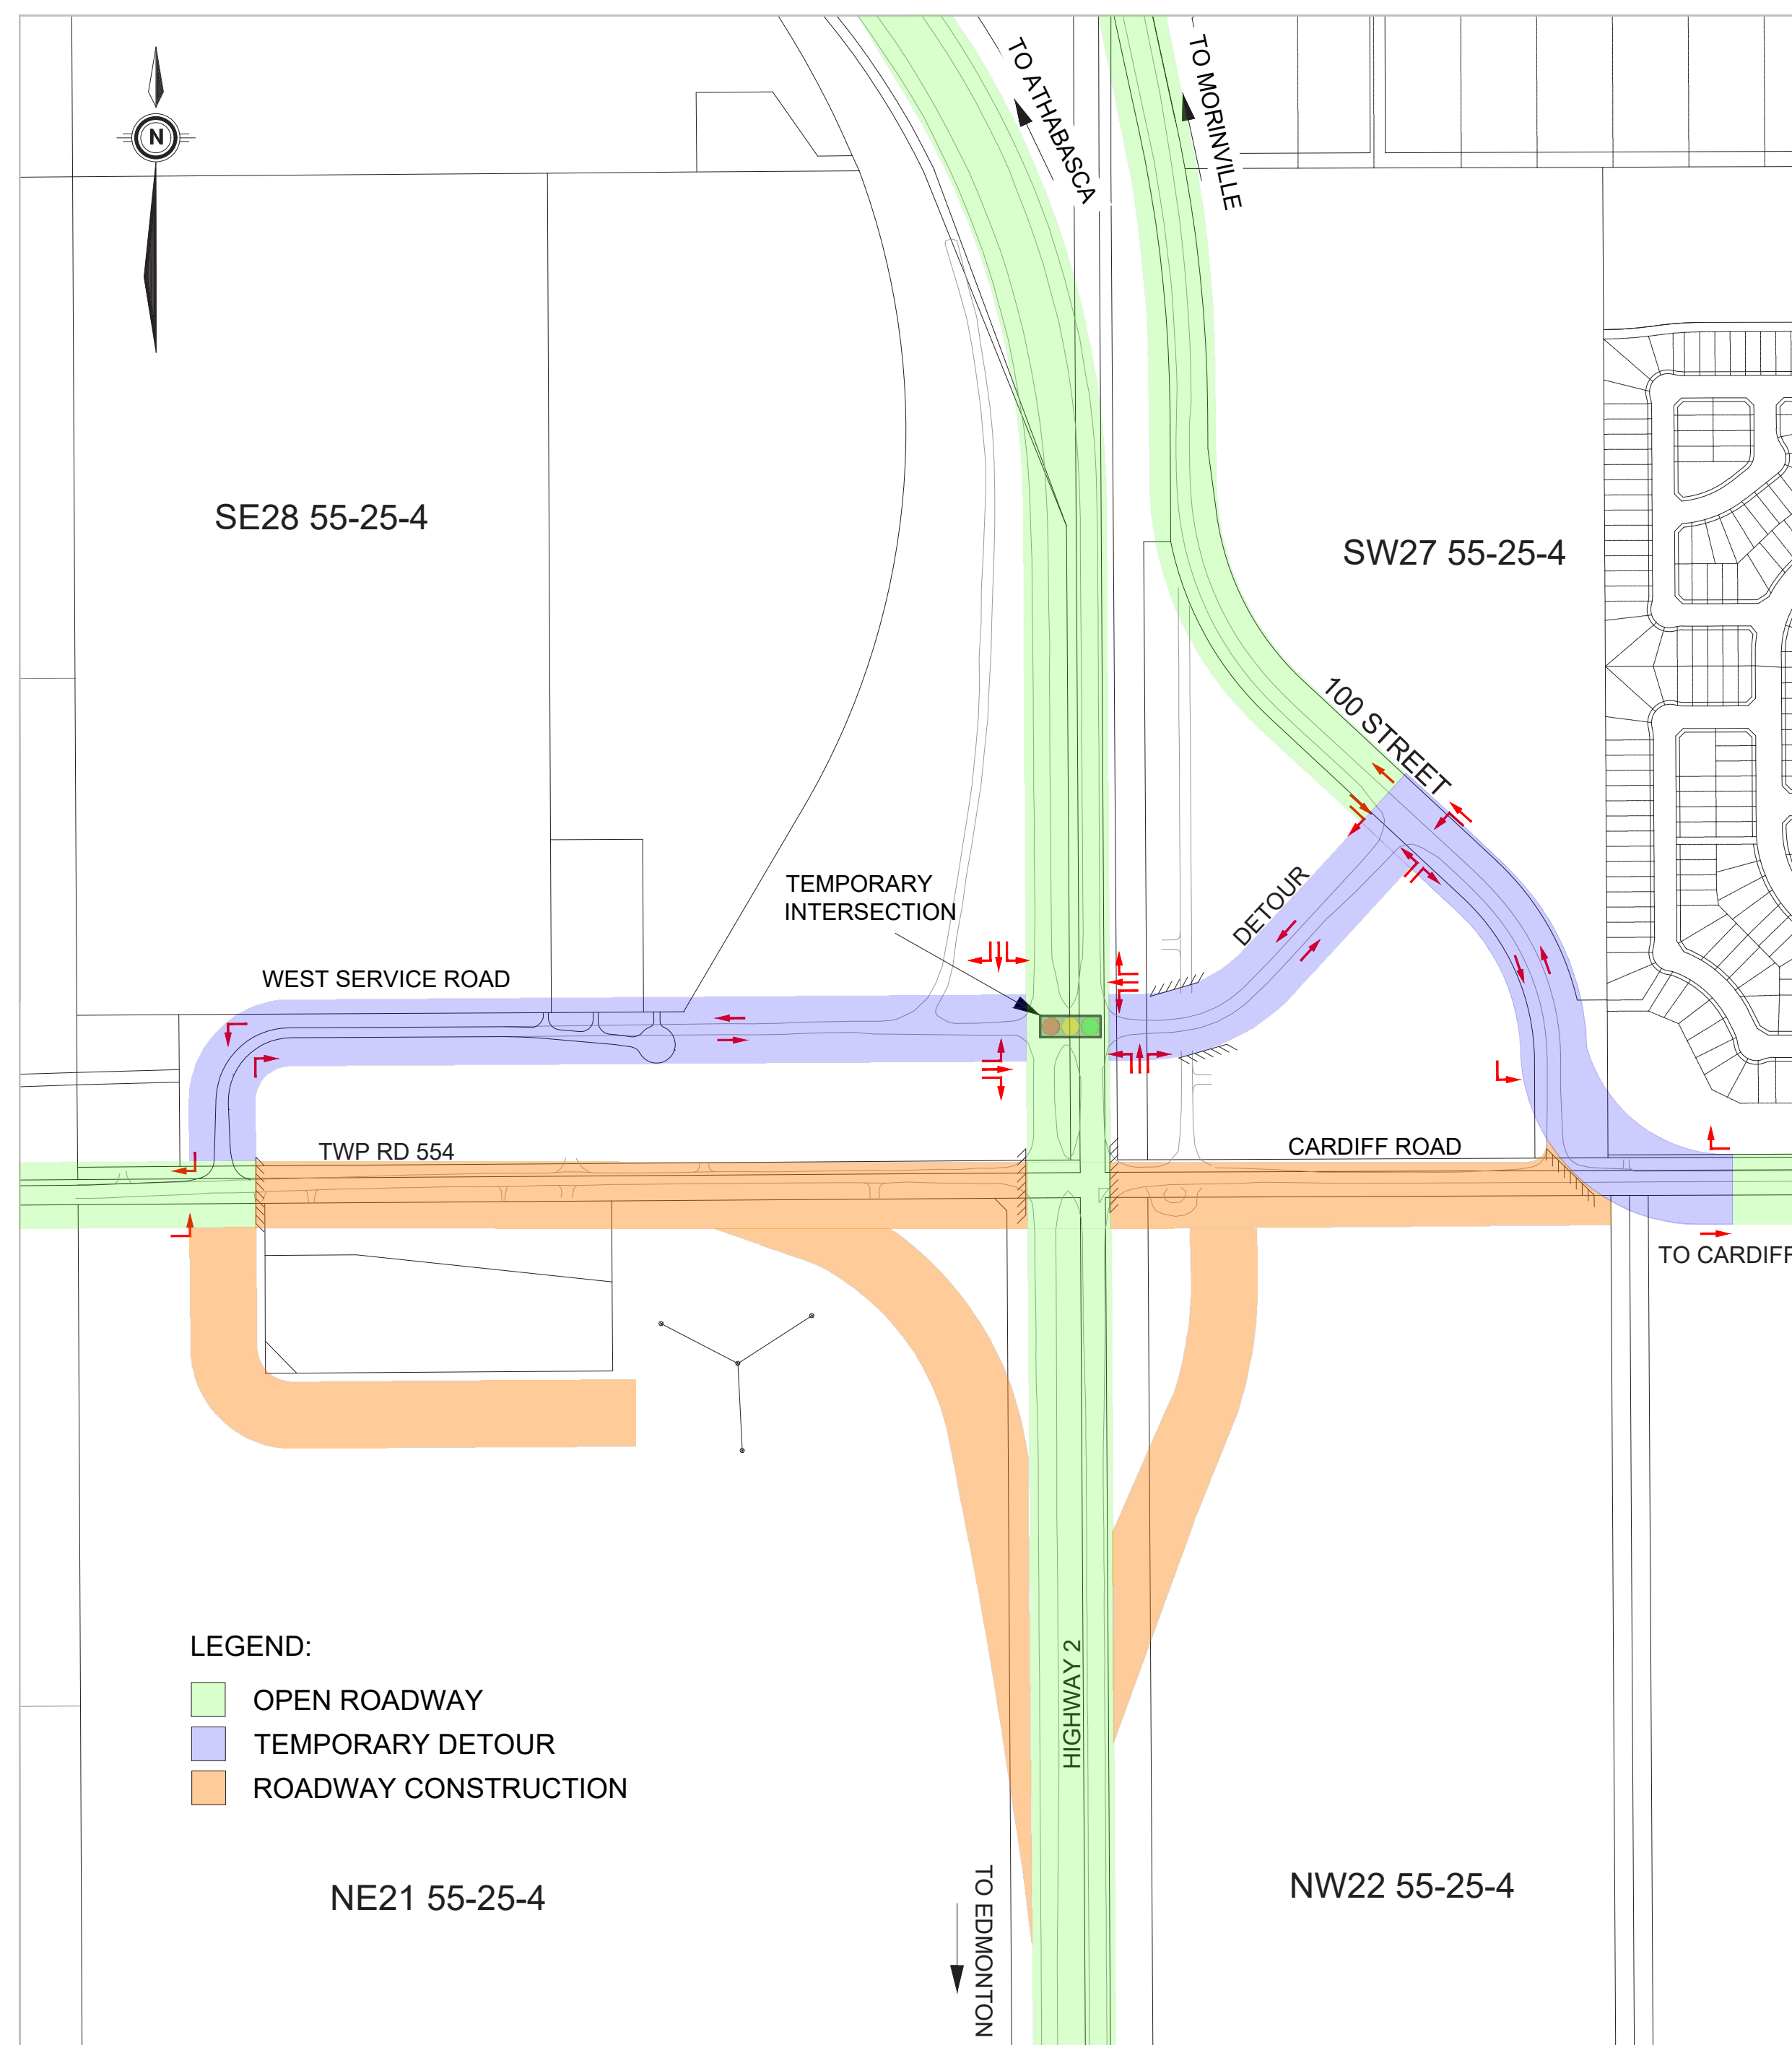 TO ATHABASCA
TO MORINVILLE
N
SE28 55-25-4
SW27 55-25-4
100 STREET
TEMPORARY
INTERSECTION
DETOUR
WEST SERVICE ROAD
TWP RD 554
CARDIFF ROAD
TO CARDIFF
LEGEND:
OPEN ROADWAY
TEMPORARY DETOUR
ROADWAY CONSTRUCTION
HIGHWAY 2
TO EDMONTON
NE21 55-25-4
NW22 55-25-4